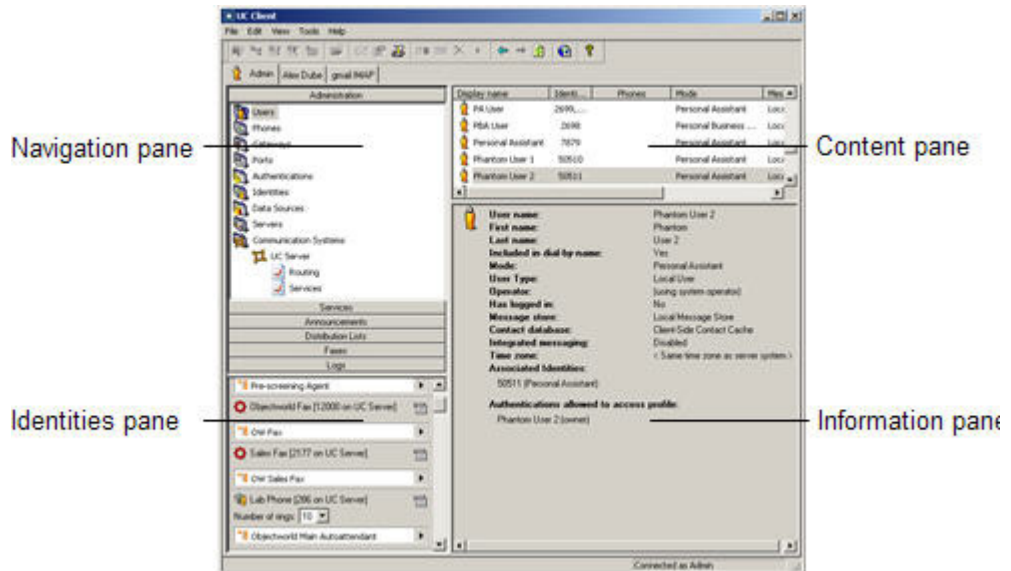 UC Client
File Edit View Tools Help
Admin Alex Dube gmail IMAP
Administration
Users
Phones
Gateways
Ports
Authentications
Identities
Data Sources
Servers
Communication Systems
UC Server
Routing
Services
Services
Announcements
Distribution Lists
Faxes
Logs
Display name Identi... Phones Mode Mes
PA User 2699,... Personal Assistant Loca
PBA User 2698 Personal Business ... Loca
Personal Assistant 7879 Personal Assistant Loca
Phantom User 1 50510 Personal Assistant Loca
Phantom User 2 50511 Personal Assistant Loca
Navigation pane
Content pane
User name: Phantom User 2
First name: Phantom
Last name: User 2
Included in dial-by-name: Yes
Mode: Personal Assistant
User Type: Local User
Operator: (using system operator)
Has logged in: No
Message store: Local Message Store
Contact database: Client-Side Contact Cache
Integrated messaging: Disabled
Time zone: < Same time zone as server system >
Associated Identities:
50511 (Personal Assistant)
Authentications allowed to access profile:
Phantom User 2 (owner)
Identities pane
Information pane
Pre-screening Agent
Objectworld Fax [12000 on UC Server]
OW Fax
Sales Fax [2177 on UC Server]
OW Sales Fax
Lab Phone [286 on UC Server]
Number of rings: 10
Objectworld Main Autoattendant
Connected as Admin